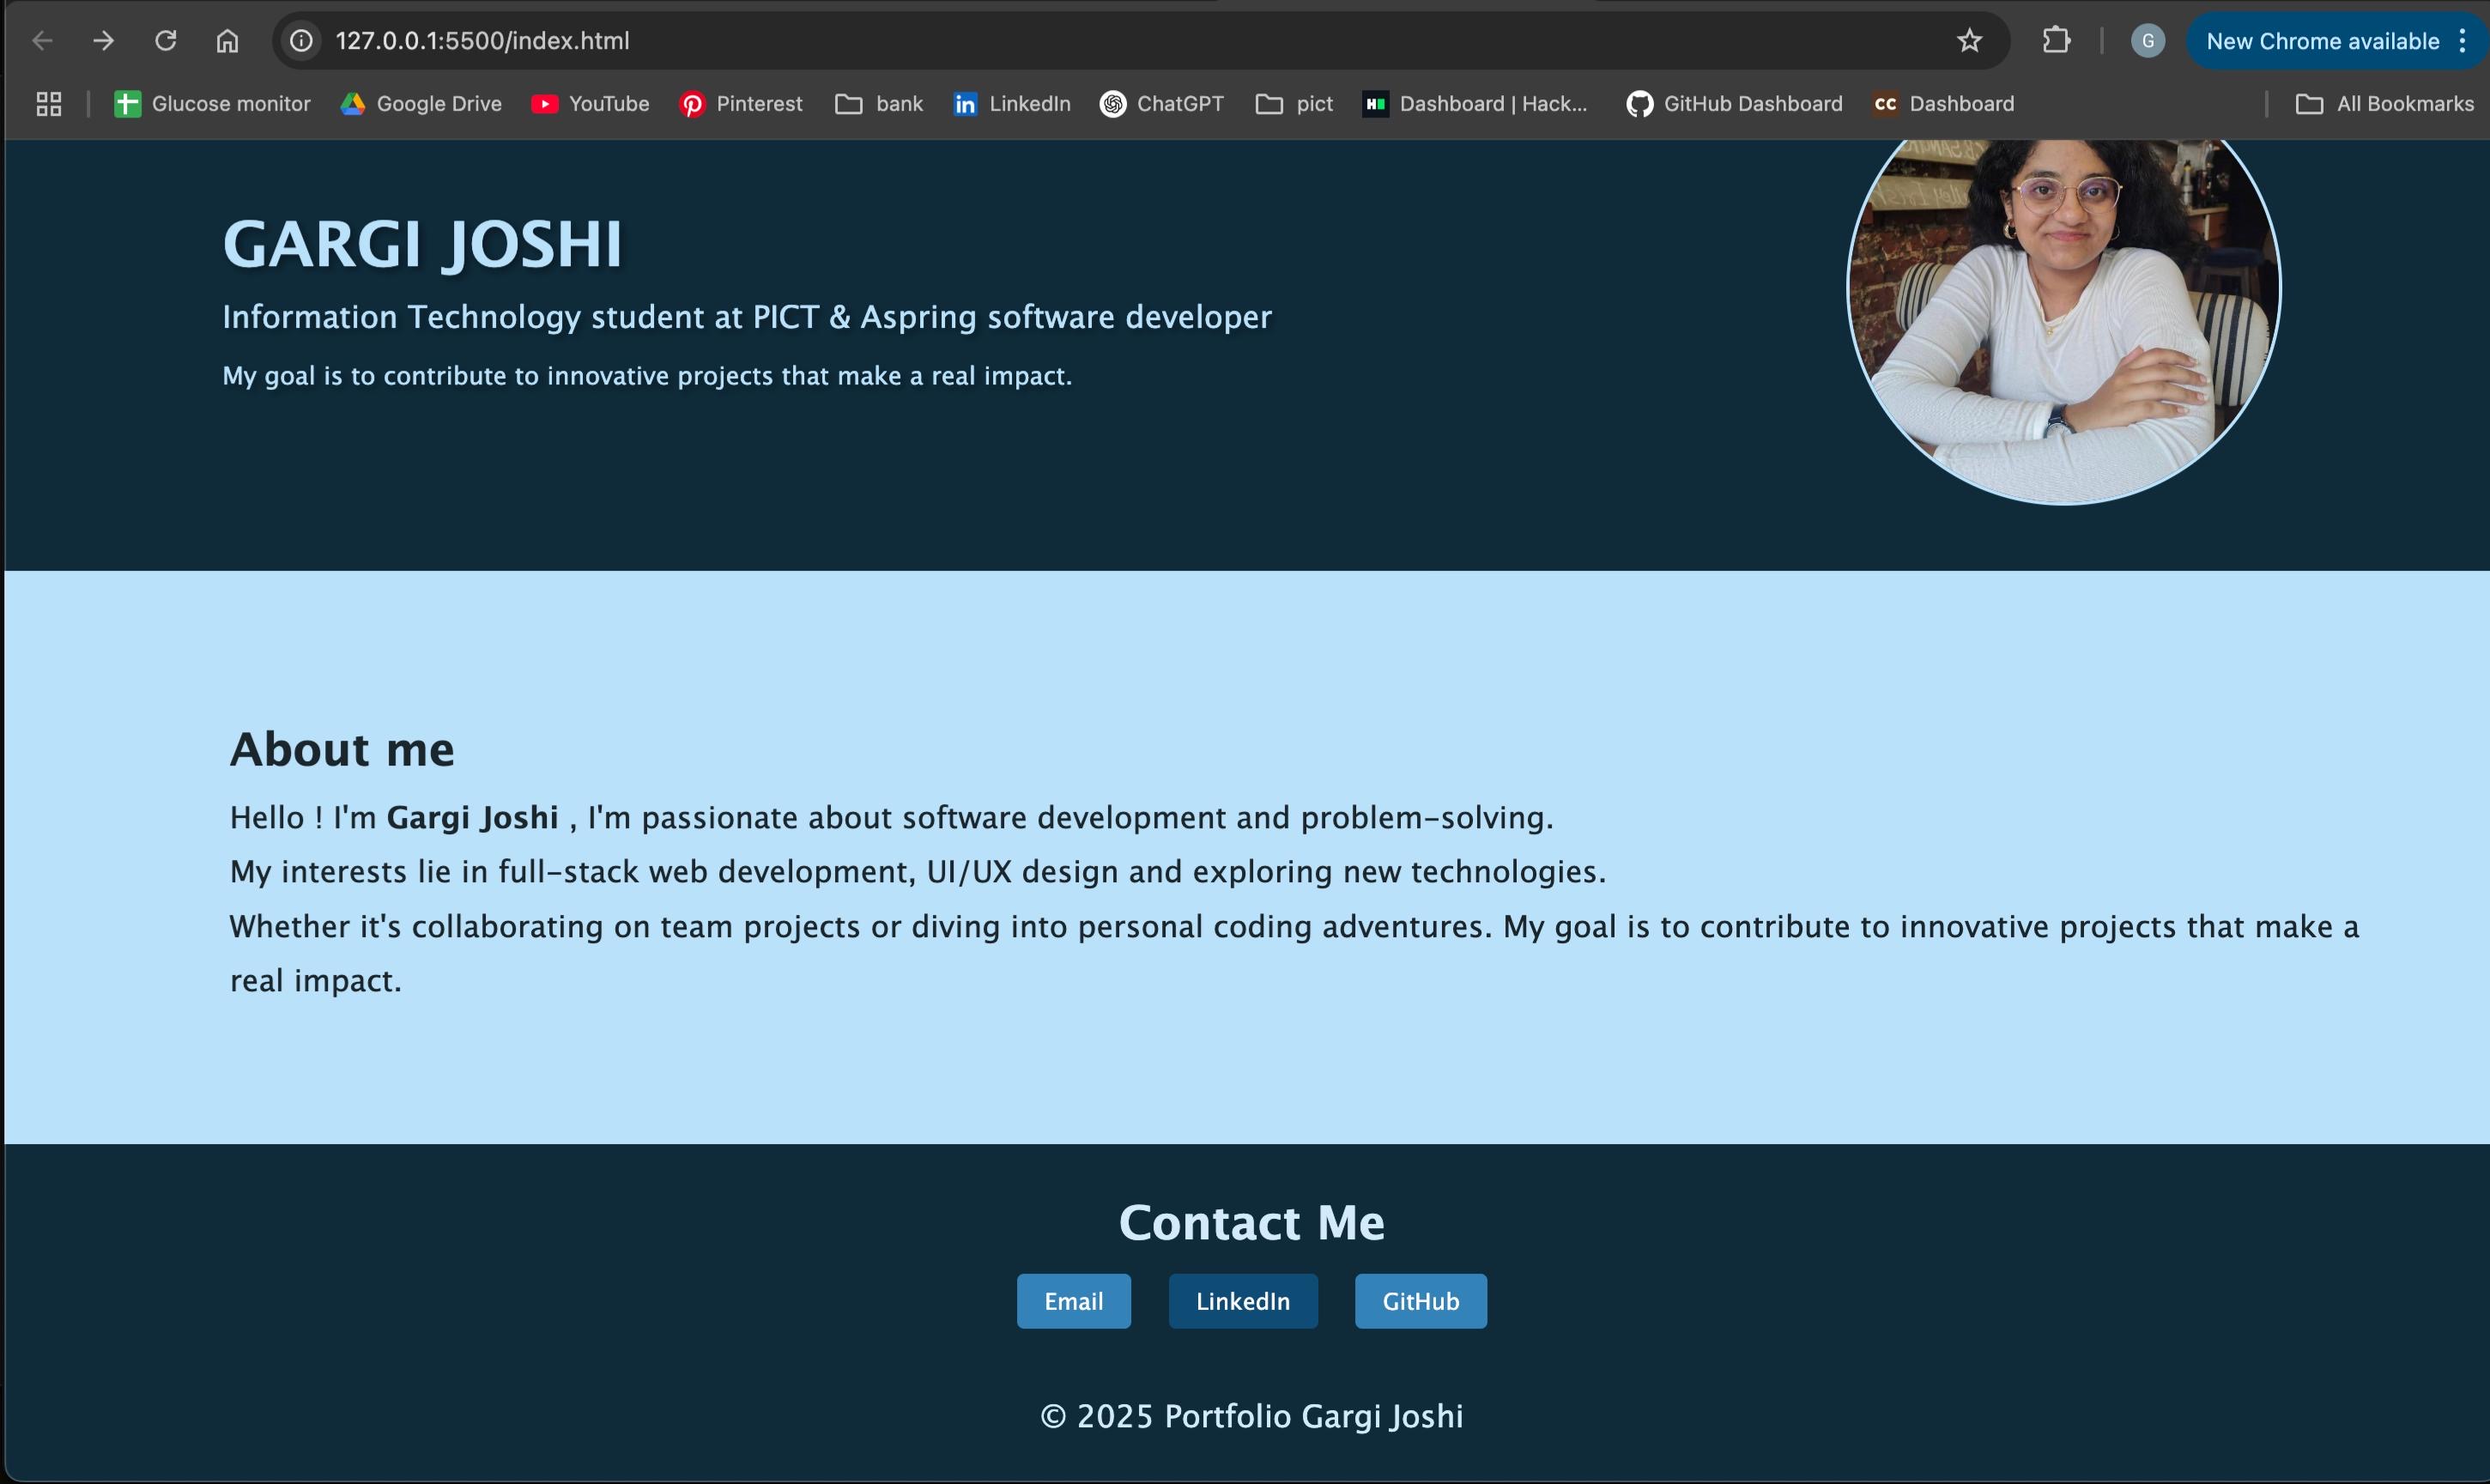 127.0.0.1:5500/index.html
G
New Chrome available
Glucose monitor
Google Drive
YouTube
Pinterest
bank
in
LinkedIn
ChatGPT
pict
Dashboard | Hack...
GitHub Dashboard
CC
Dashboard
All Bookmarks
GARGI JOSHI
Information Technology student at PICT & Aspring software developer
My goal is to contribute to innovative projects that make a real impact.
About me
Hello ! I'm Gargi Joshi , I'm passionate about software development and problem-solving.
My interests lie in full-stack web development, UI/UX design and exploring new technologies.
Whether it's collaborating on team projects or diving into personal coding adventures. My goal is to contribute to innovative projects that make a
real impact.
Contact Me
Email
LinkedIn
GitHub
© 2025 Portfolio Gargi Joshi